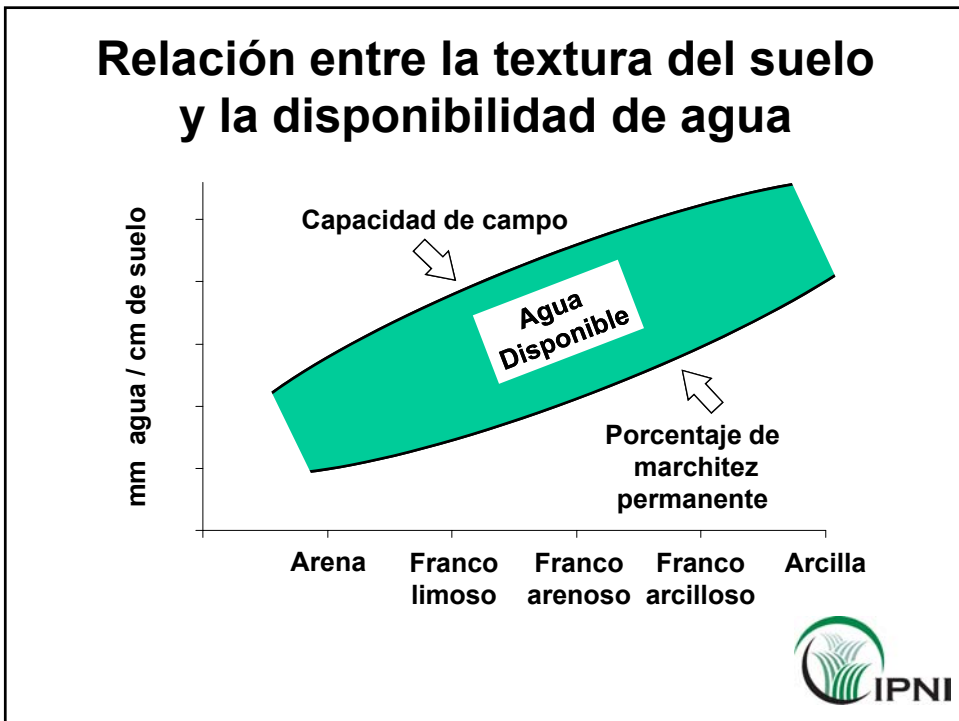 Relación entre la textura del suelo
y la disponibilidad de agua
mm agua / cm de suelo
Capacidad de campo
Agua
Disponible
Porcentaje de
marchitez
permanente
Arena
Franco
limoso
Franco
arenoso
Franco
arcilloso
Arcilla
IPNI